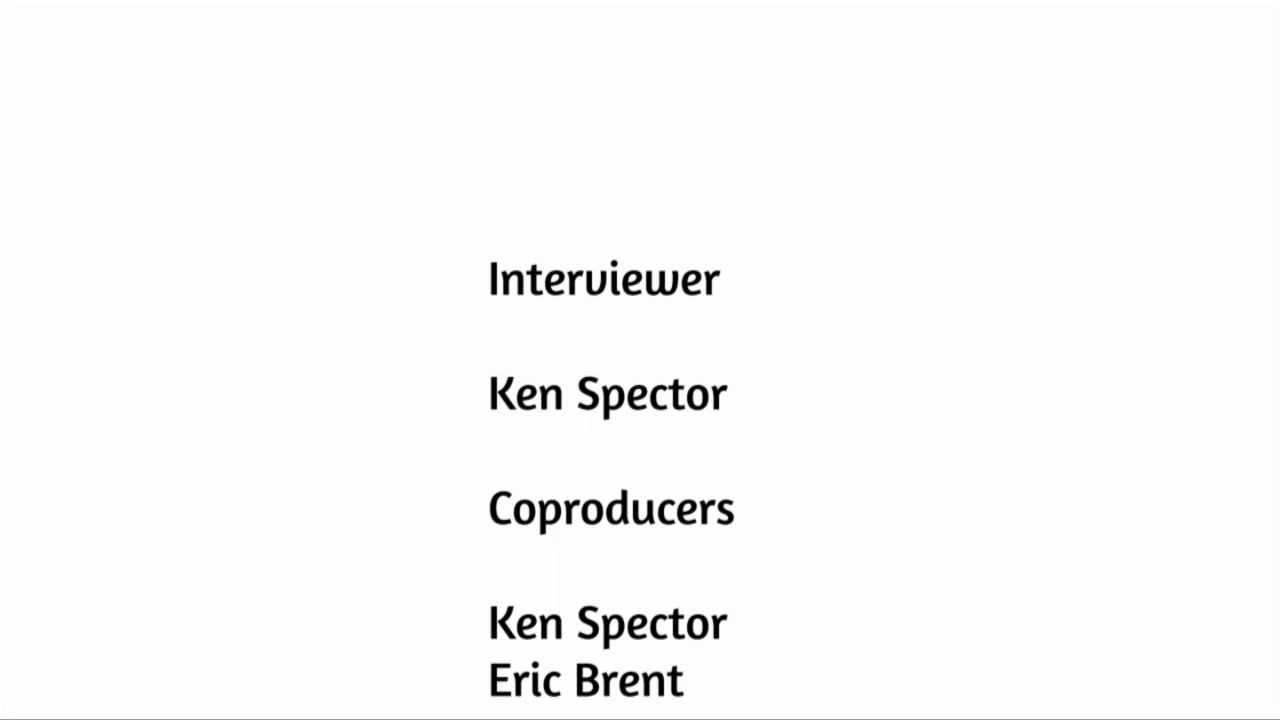 Interviewer
Ken Spector
Coproducers
Ken Spector
Eric Brent